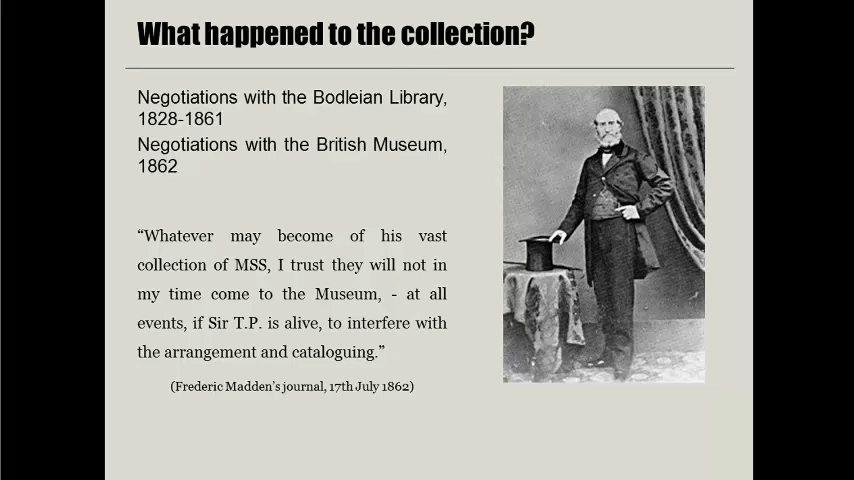 What happened to the collection?
Negotiations with the Bodleian Library,
1828-1861
Negotiations with the British Museum,
1862
“Whatever may become of his vast
collection of MSS, I trust they will not in
my time come to the Museum, - at all
events, if Sir T.P. is alive, to interfere with
the arrangement and cataloguing.”
(Frederic Madden’s journal, 17th July 1862)